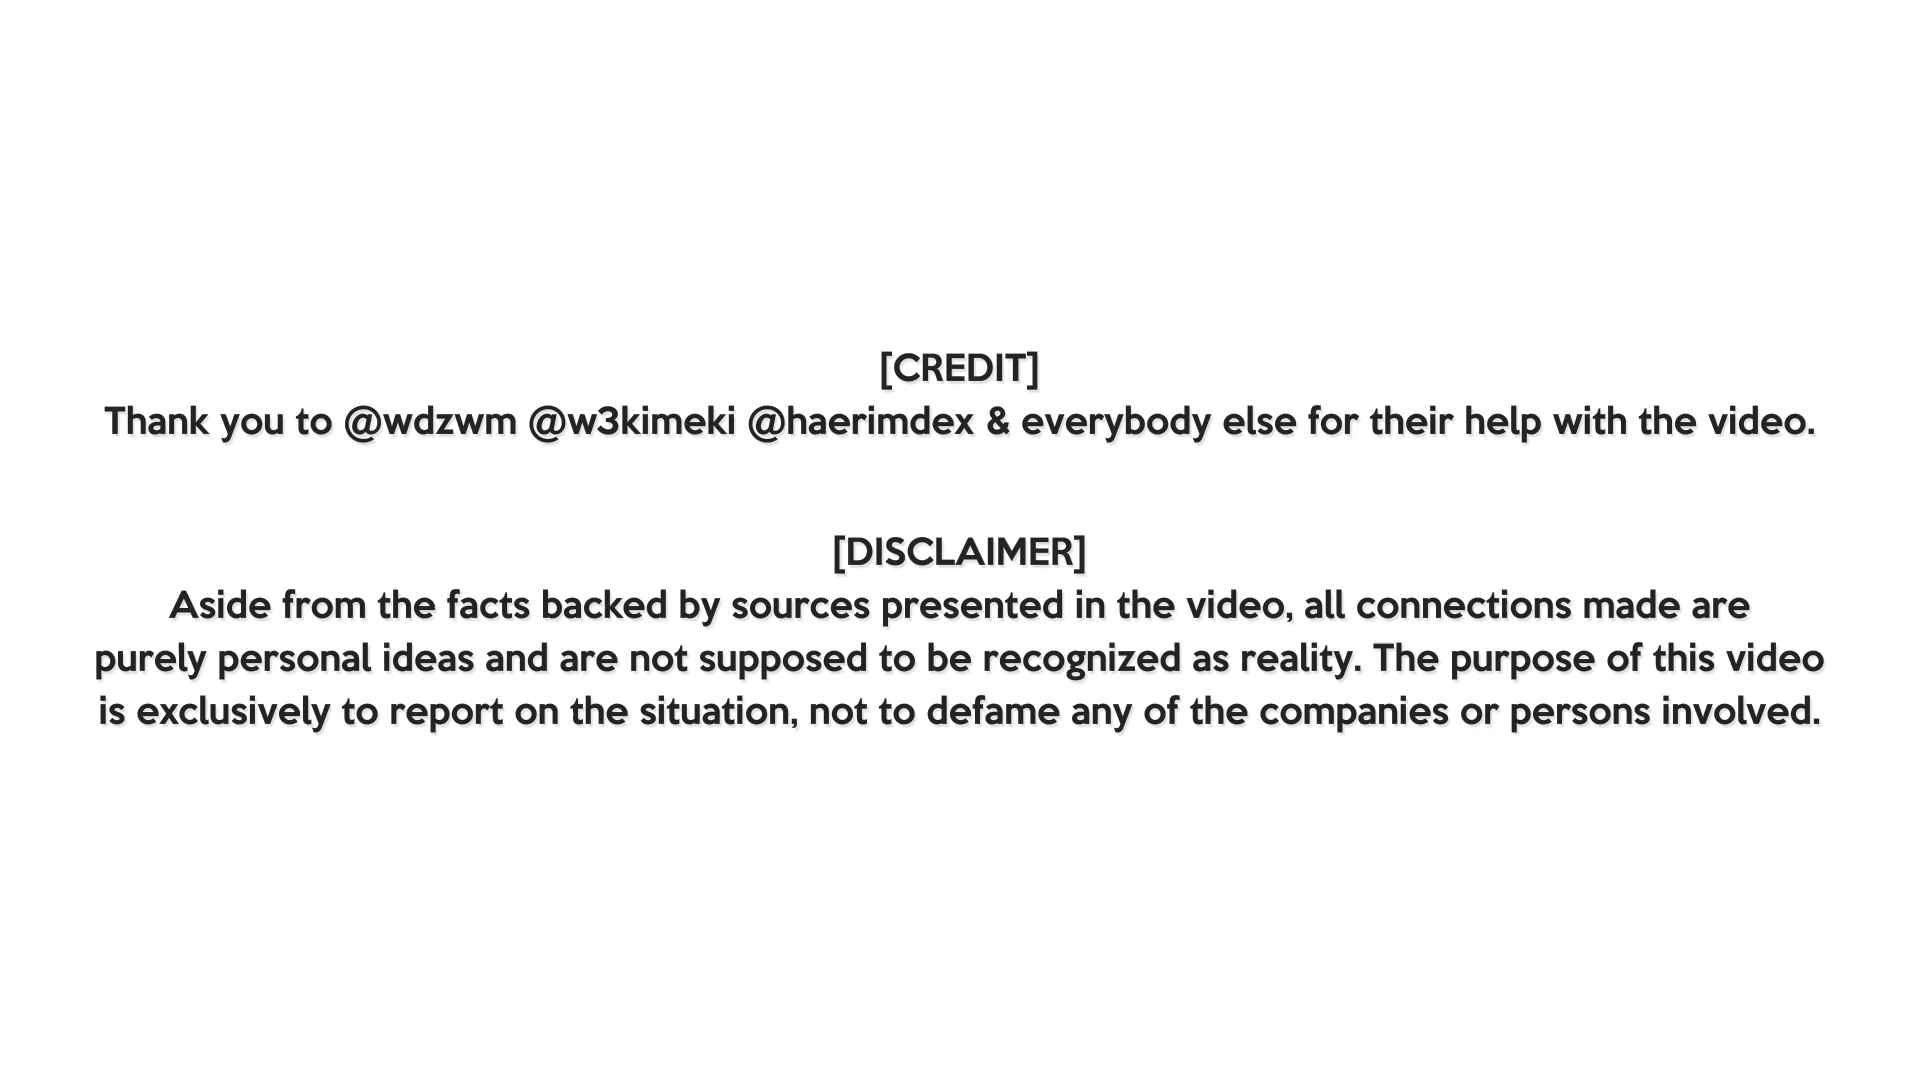 [CREDIT]
Thank you to @wdzwm @w3kimeki @haerimdex & everybody else for their help with the video.
[DISCLAIMER]
Aside from the facts backed by sources presented in the video, all connections made are
purely personal ideas and are not supposed to be recognized as reality. The purpose of this video
is exclusively to report on the situation, not to defame any of the companies or persons involved.